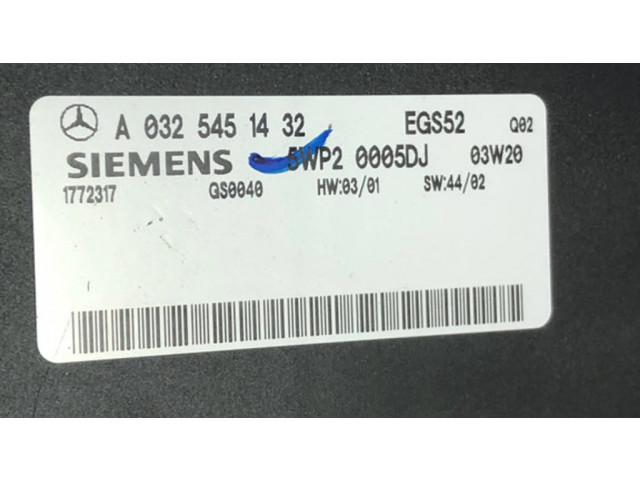 A 032 545 14 32 EGS52 Q02
SIEMENS 5WP2 0005DJ 03W20
1772317 GS0040 HW:03/01 SW:44/02